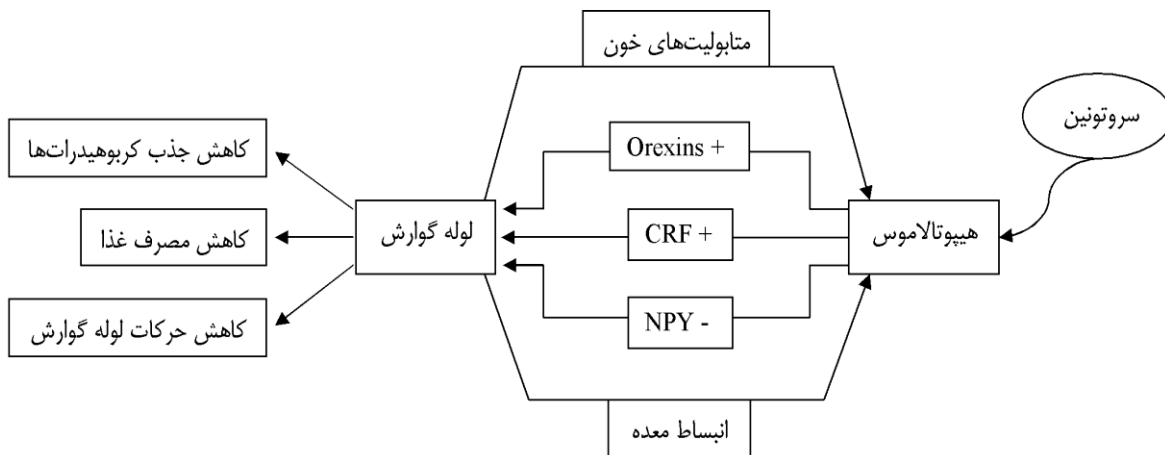 متابولیت‌های خون
سروتونین
Orexins +
کاهش جذب کربوهیدرات‌ها
CRF +
هیپوتالاموس
لوله گوارش
کاهش مصرف غذا
NPY -
کاهش حرکات لوله گوارش
انبساط معده